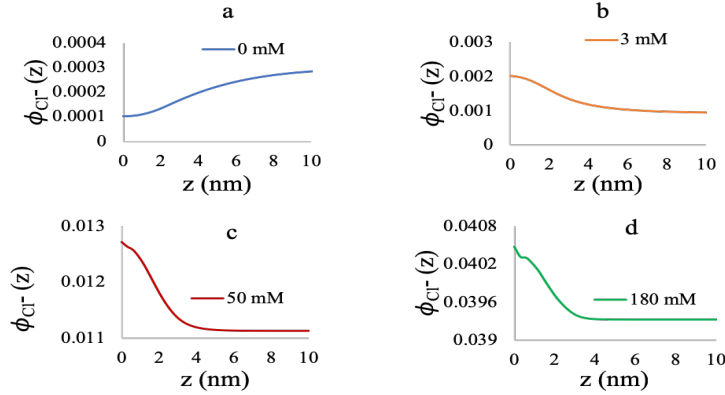 a
0.0004
0.0003
0.0002
0.0001
0
ϕCl- (z)
0 mM
0 2 4 6 8 10
z (nm)
b
0.003
0.002
0.001
0
ϕCl- (z)
3 mM
0 2 4 6 8 10
z (nm)
c
0.013
0.012
0.011
ϕCl- (z)
50 mM
0 2 4 6 8 10
z (nm)
d
0.0408
0.0402
0.0396
0.039
ϕCl- (z)
180 mM
0 2 4 6 8 10
z (nm)